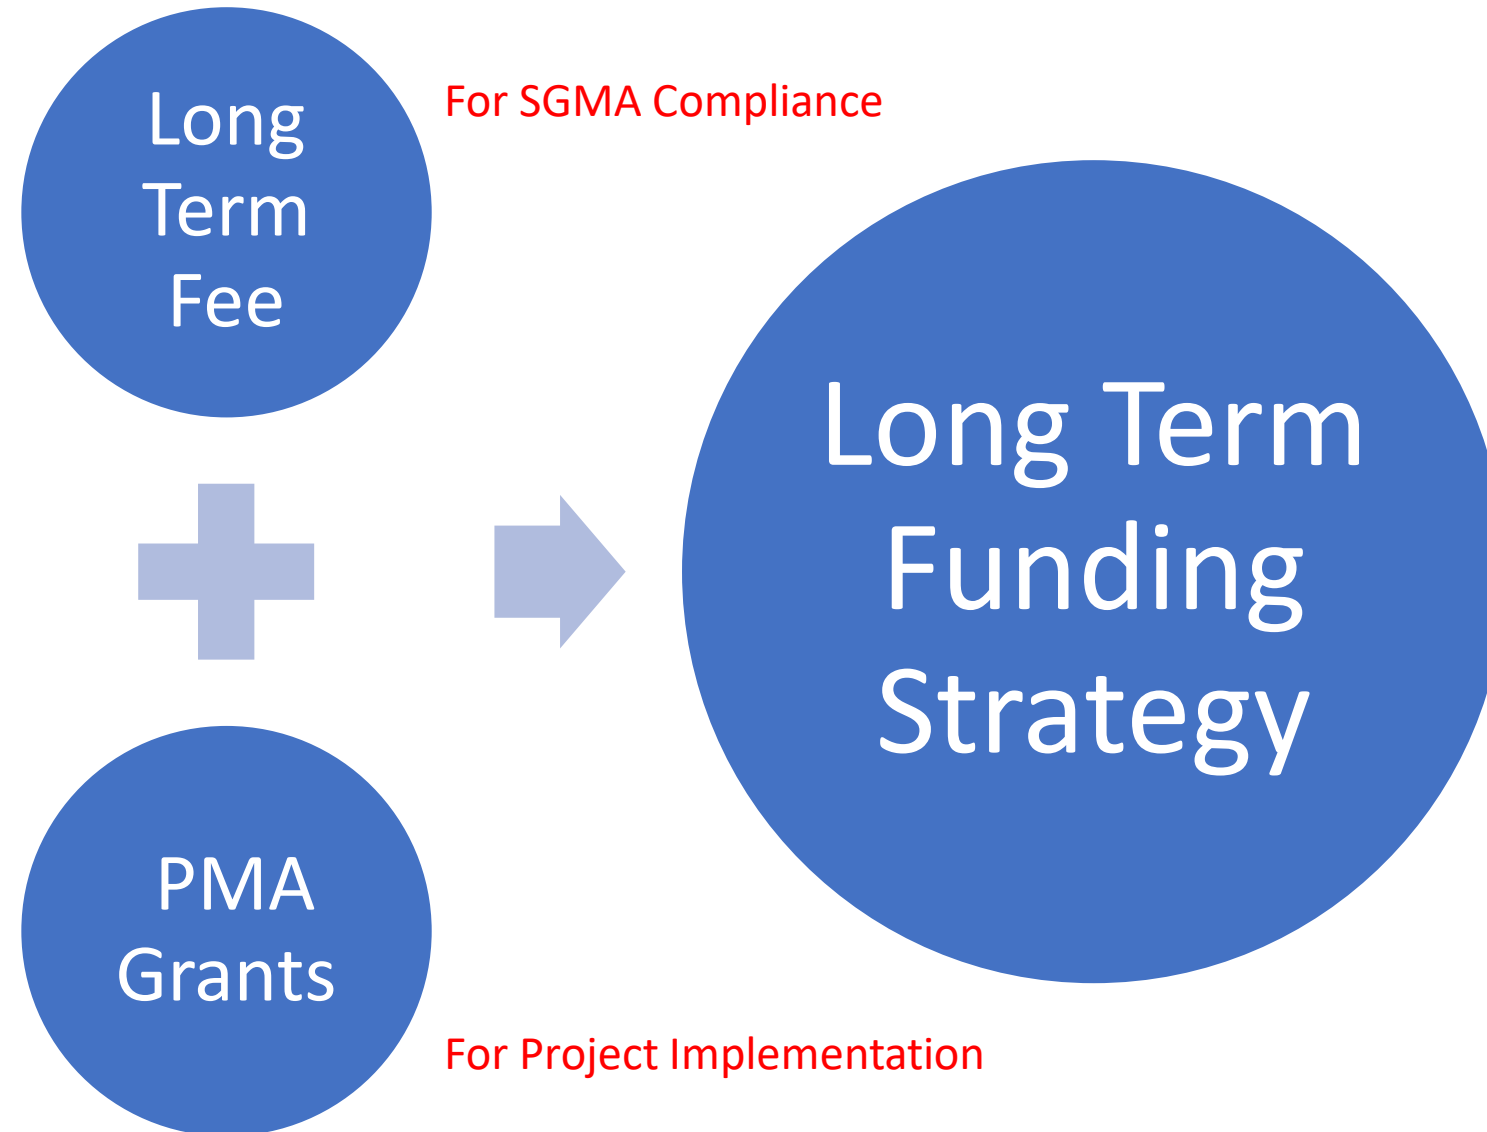 Long
Term
Fee
For SGMA Compliance
PMA
Grants
For Project Implementation
Long Term
Funding
Strategy